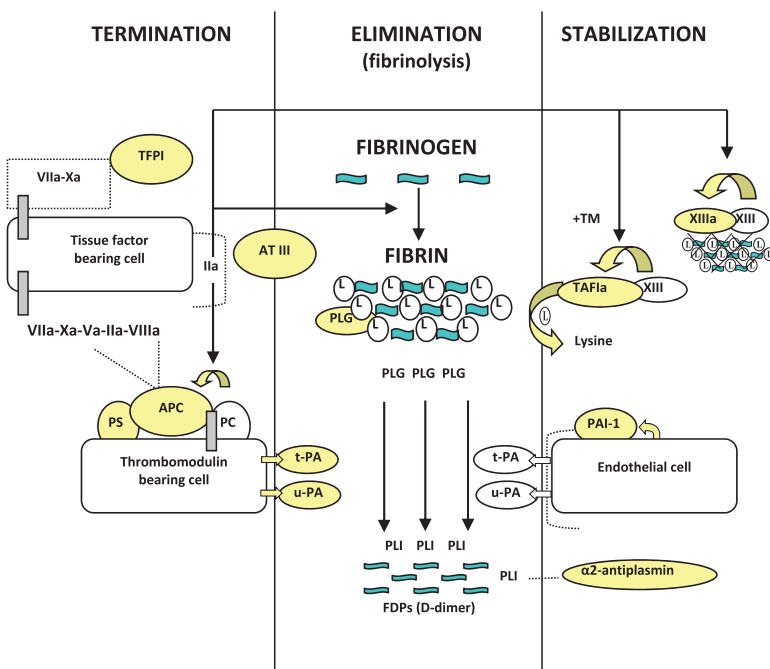 TERMINATION
ELIMINATION
(fibrinolysis)
STABILIZATION
TFPI
VIIa-Xa
Tissue factor
bearing cell
IIa
AT III
VIIa-Xa-Va-IIa-VIIIa
APC
PS
PC
Thrombomodulin
bearing cell
t-PA
u-PA
FIBRINOGEN
FIBRIN
L L L L
L L L
L L L L
PLG
PLG PLG PLG
PLI PLI PLI
FDPs (D-dimer)
+TM
XIIIa
XIII
L L L L
L L L
L L L
TAFIa
XIII
L
Lysine
PAI-1
t-PA
u-PA
Endothelial cell
PLI
α2-antiplasmin